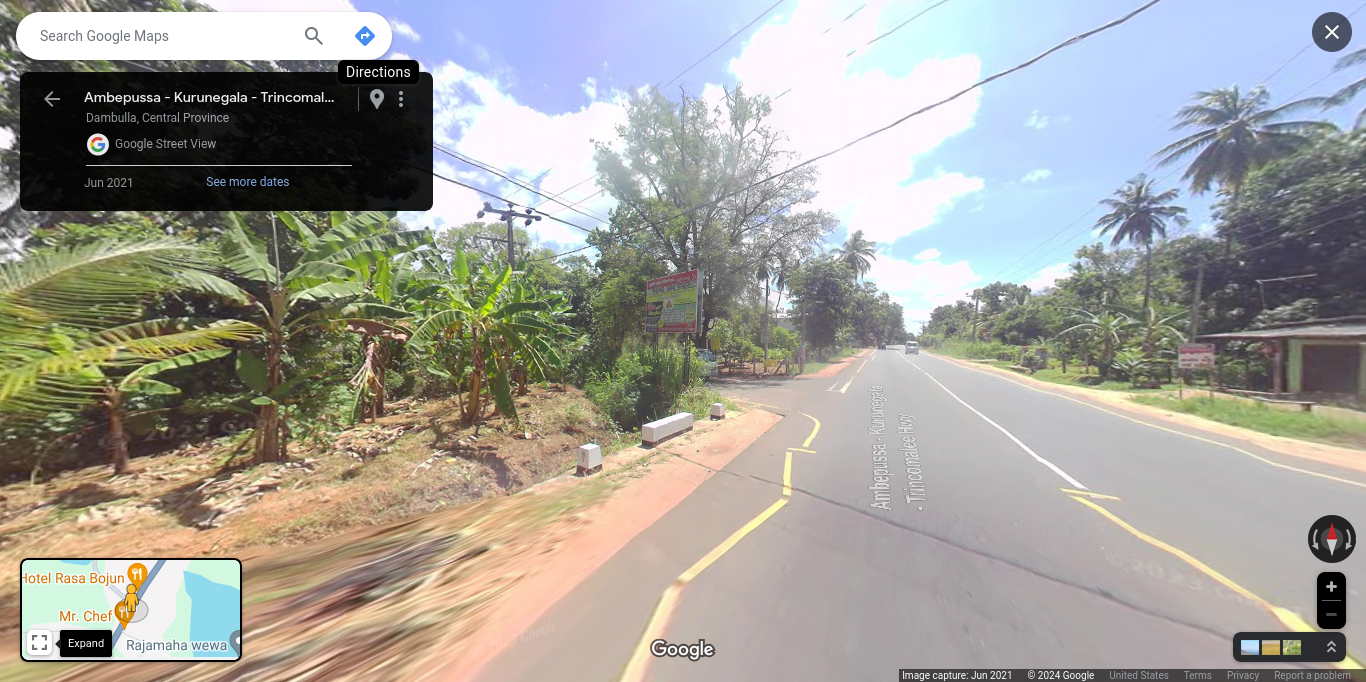 Search Google Maps
Directions
Ambepussa - Kurunegala - Trincomal...
Dambulla, Central Province
Google Street View
Jun 2021
See more dates
Ambepussa - Kurunegala
- Trincomalee Hwy
Hotel Rasa Bojun
Mr. Chef
Rajamaha wewa
Expand
Google
Image capture: Jun 2021 © 2024 Google United States Terms Privacy Report a problem